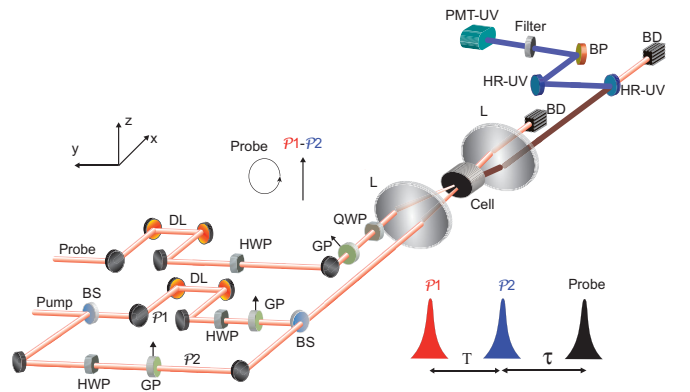 PMT-UV
Filter
BP
BD
HR-UV
HR-UV
L
BD
z
y
x
Probe
P1-P2
L
Cell
QWP
GP
DL
HWP
Probe
DL
GP
Pump
BS
P1
HWP
BS
P2
HWP
GP
P1
P2
Probe
T
τ